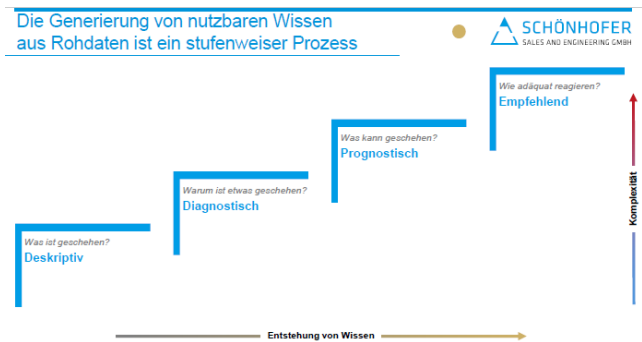 Die Generierung von nutzbaren Wissen
aus Rohdaten ist ein stufenweiser Prozess
SCHÖNHOFER
SALES AND ENGINEERING GMBH
Wie adäquat reagieren?
Empfehlend
Was kann geschehen?
Prognostisch
Warum ist etwas geschehen?
Diagnostisch
Was ist geschehen?
Deskriptiv
Komplexität
Entstehung von Wissen